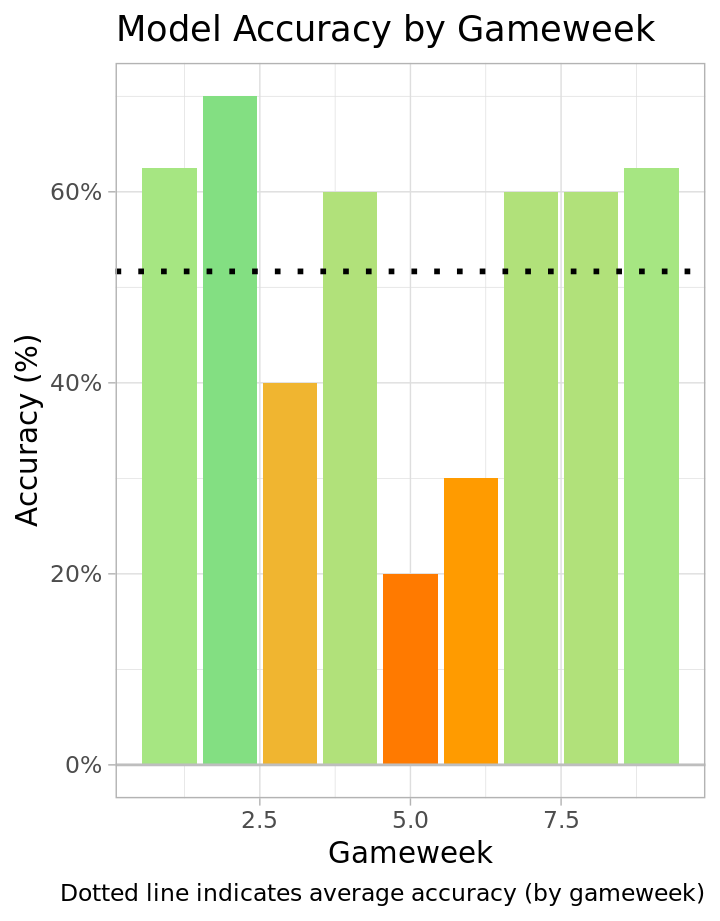 Model Accuracy by Gameweek
Accuracy (%)
60%
40%
20%
0%
2.5 5.0 7.5
Gameweek
Dotted line indicates average accuracy (by gameweek)